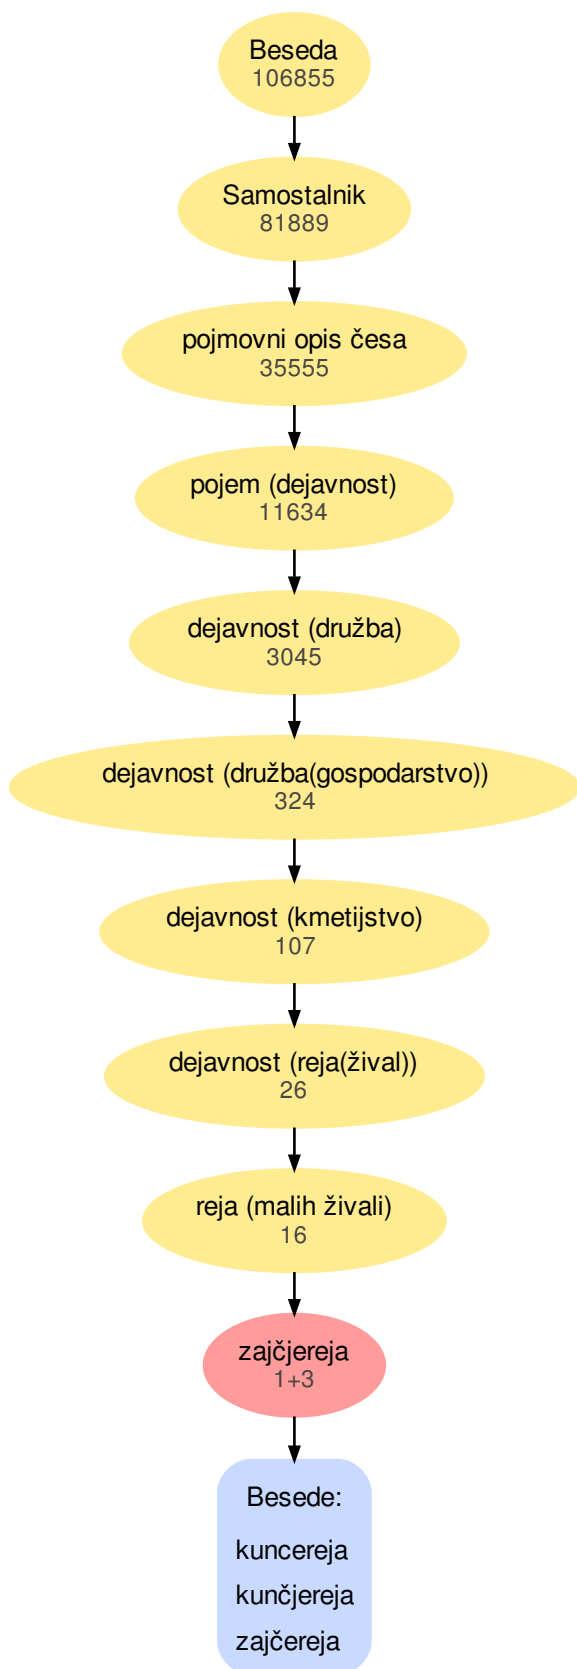 Beseda
106855
Samostalnik
81889
pojmovni opis česa
35555
pojem (dejavnost)
11634
dejavnost (družba)
3045
dejavnost (družba(gospodarstvo))
324
dejavnost (kmetijstvo)
107
dejavnost (reja(žival))
26
reja (malih živali)
16
zajčjereja
1+3
Besede:
kuncereja
kunčjereja
zajčereja